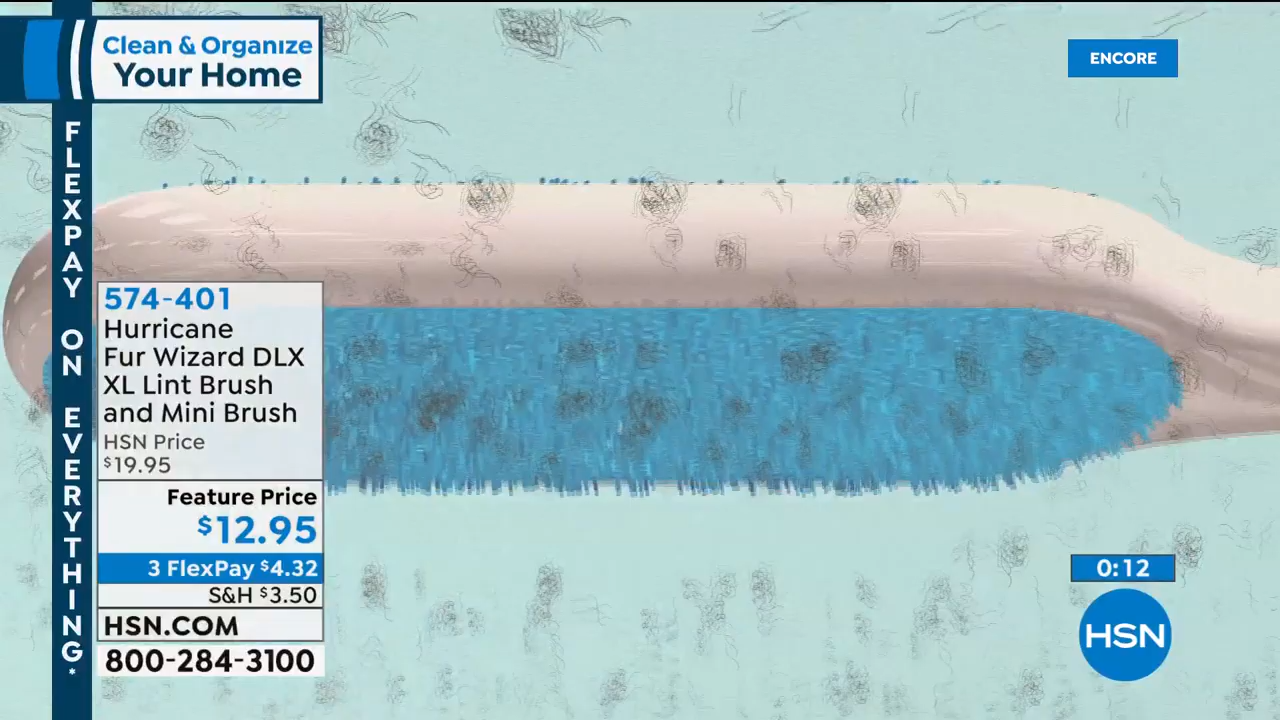 Clean & Organize
Your Home
ENCORE
FLEXPAY ON EVERYTHING*
574-401
Hurricane
Fur Wizard DLX
XL Lint Brush
and Mini Brush
HSN Price
$19.95
Feature Price
$12.95
3 FlexPay $4.32
S&H $3.50
HSN.COM
800-284-3100
0:12
HSN